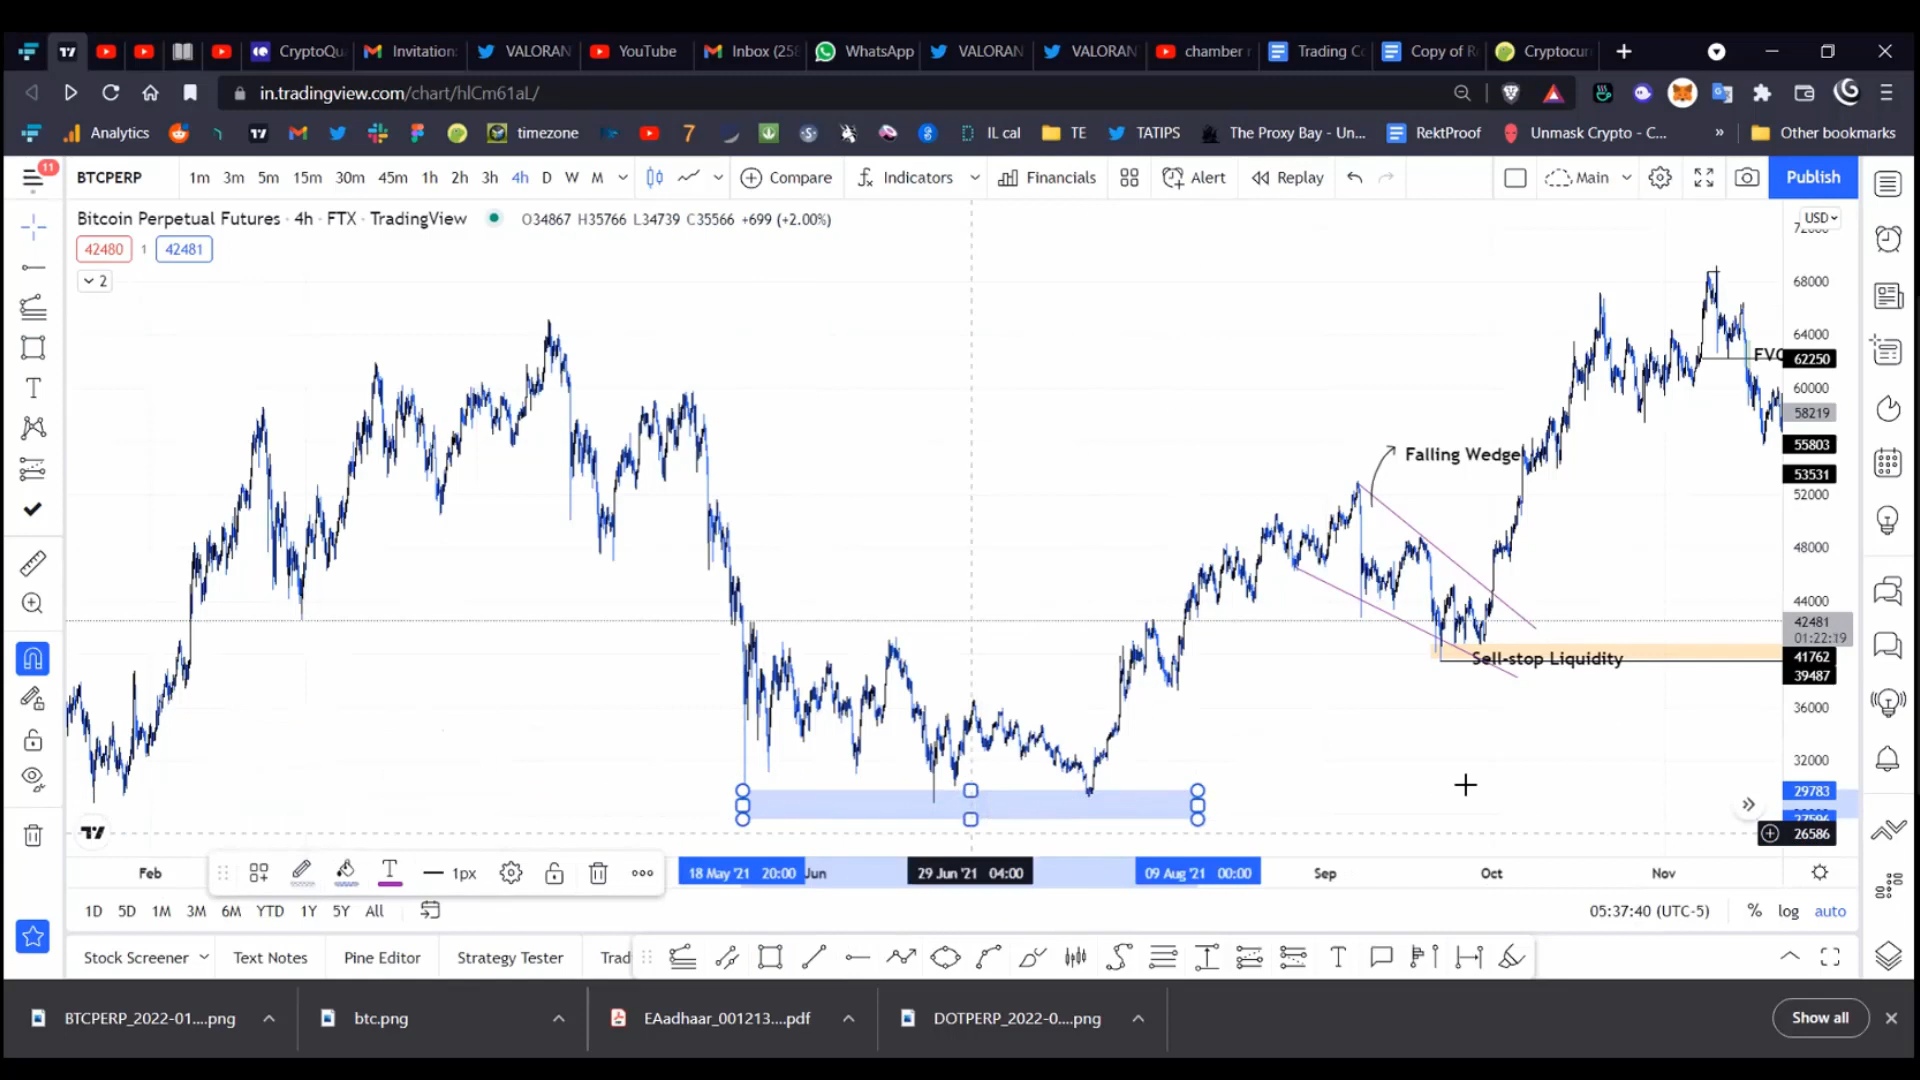 CryptoQu
Invitation:
VALORAN
YouTube
Inbox (25
WhatsApp
VALORAN
VALORAN
chamber
Trading Co
Copy of R
Cryptocur
in.tradingview.com/chart/hlCm61aL/
Analytics
timezone
IL cal
TE
TATIPS
The Proxy Bay - Un...
RektProof
Unmask Crypto - C...
»
Other bookmarks
11
BTCPERP
1m 3m 5m 15m 30m 45m 1h 2h 3h 4h D W M
Compare
Indicators
Financials
Alert
Replay
Main
Publish
Bitcoin Perpetual Futures · 4h · FTX · TradingView
O34867 H35766 L34739 C35566 +699 (+2.00%)
USD
72000
42480 1 42481
2
68000
64000
FVG
62250
60000
58219
55803
Falling Wedge
53531
52000
48000
44000
42481
01:22:19
41762
Sell-stop Liquidity
39487
36000
32000
29783
27596
26586
Feb
1px
18 May '21 20:00
Jun
29 Jun '21 04:00
09 Aug '21 00:00
Sep
Oct
Nov
1D 5D 1M 3M 6M YTD 1Y 5Y All
05:37:40 (UTC-5)
% log auto
Stock Screener
Text Notes
Pine Editor
Strategy Tester
Trad
BTCPERP_2022-01....png
btc.png
EAadhaar_001213....pdf
DOTPERP_2022-0....png
Show all